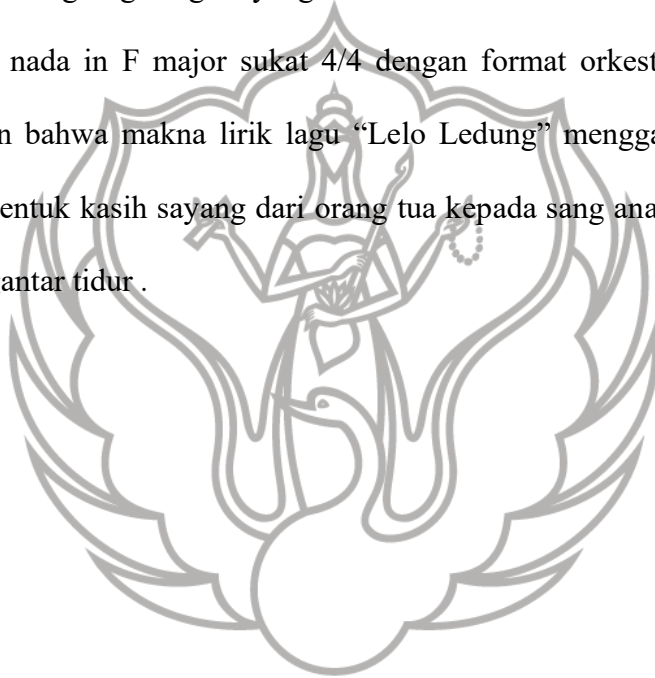 nada in F major sukat 4/4 dengan format orkest
n bahwa makna lirik lagu “Lelo Ledung” mengga
entuk kasih sayang dari orang tua kepada sang ana
antar tidur .